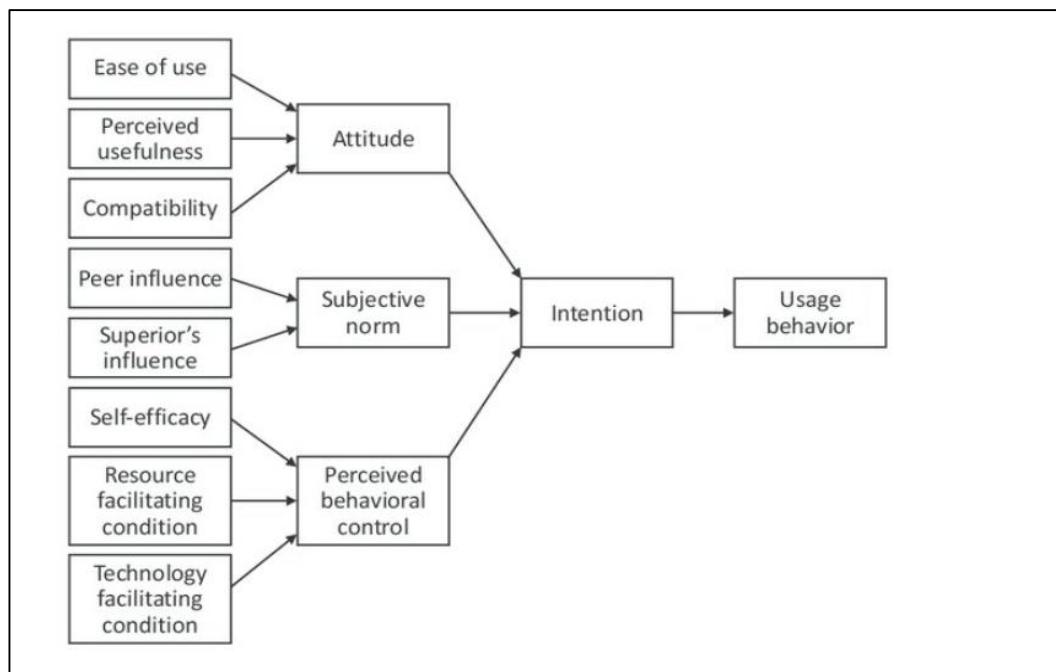 Ease of use
Perceived
usefulness
Compatibility
Peer influence
Superior's
influence
Self-efficacy
Resource
facilitating
condition
Technology
facilitating
condition
Attitude
Subjective
norm
Perceived
behavioral
control
Intention
Usage
behavior